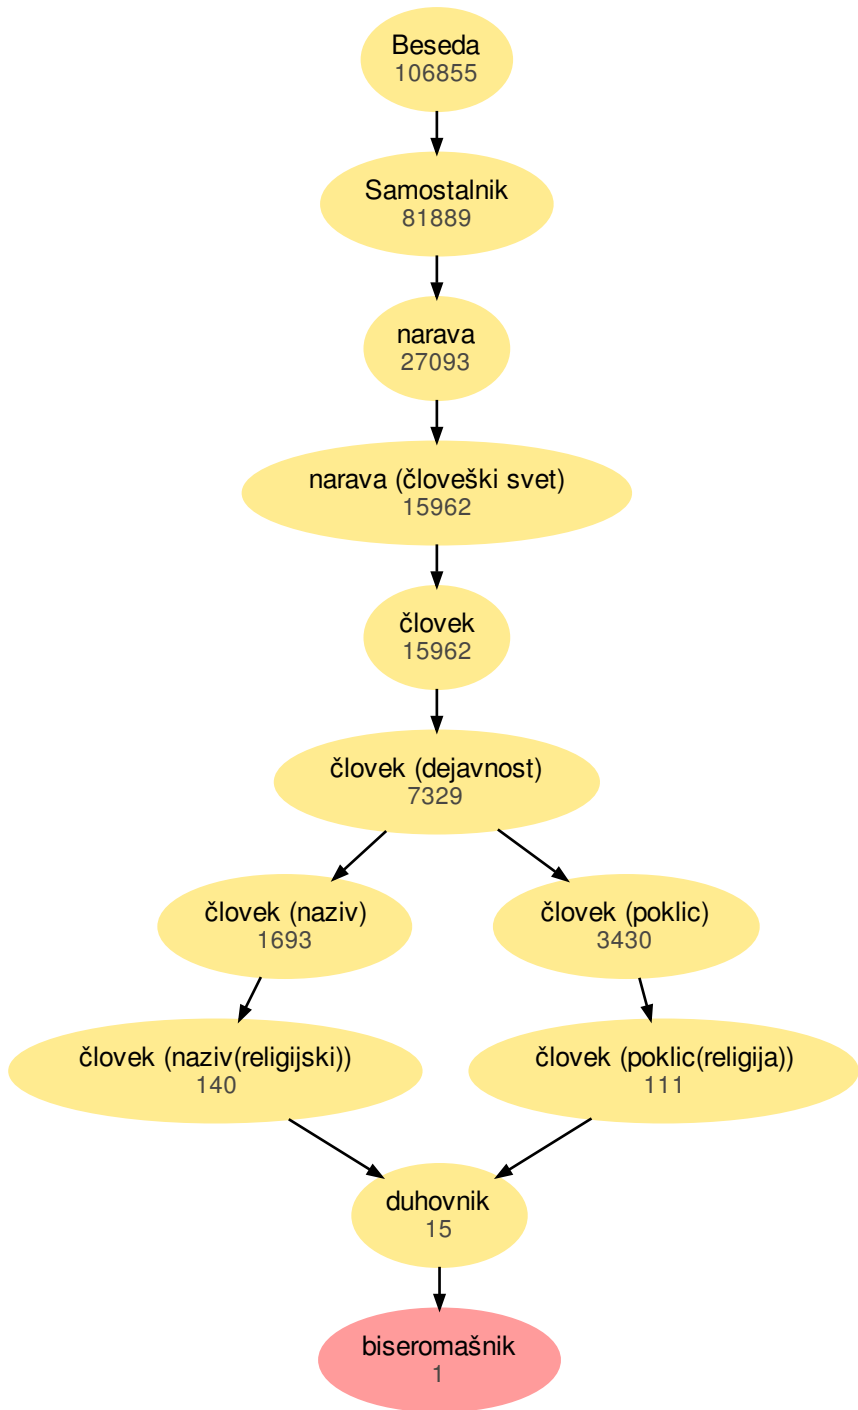 Beseda
106855
Samostalnik
81889
narava
27093
narava (človeški svet)
15962
človek
15962
človek (dejavnost)
7329
človek (naziv)
1693
človek (poklic)
3430
človek (naziv(religijski))
140
človek (poklic(religija))
111
duhovnik
15
biseromašnik
1